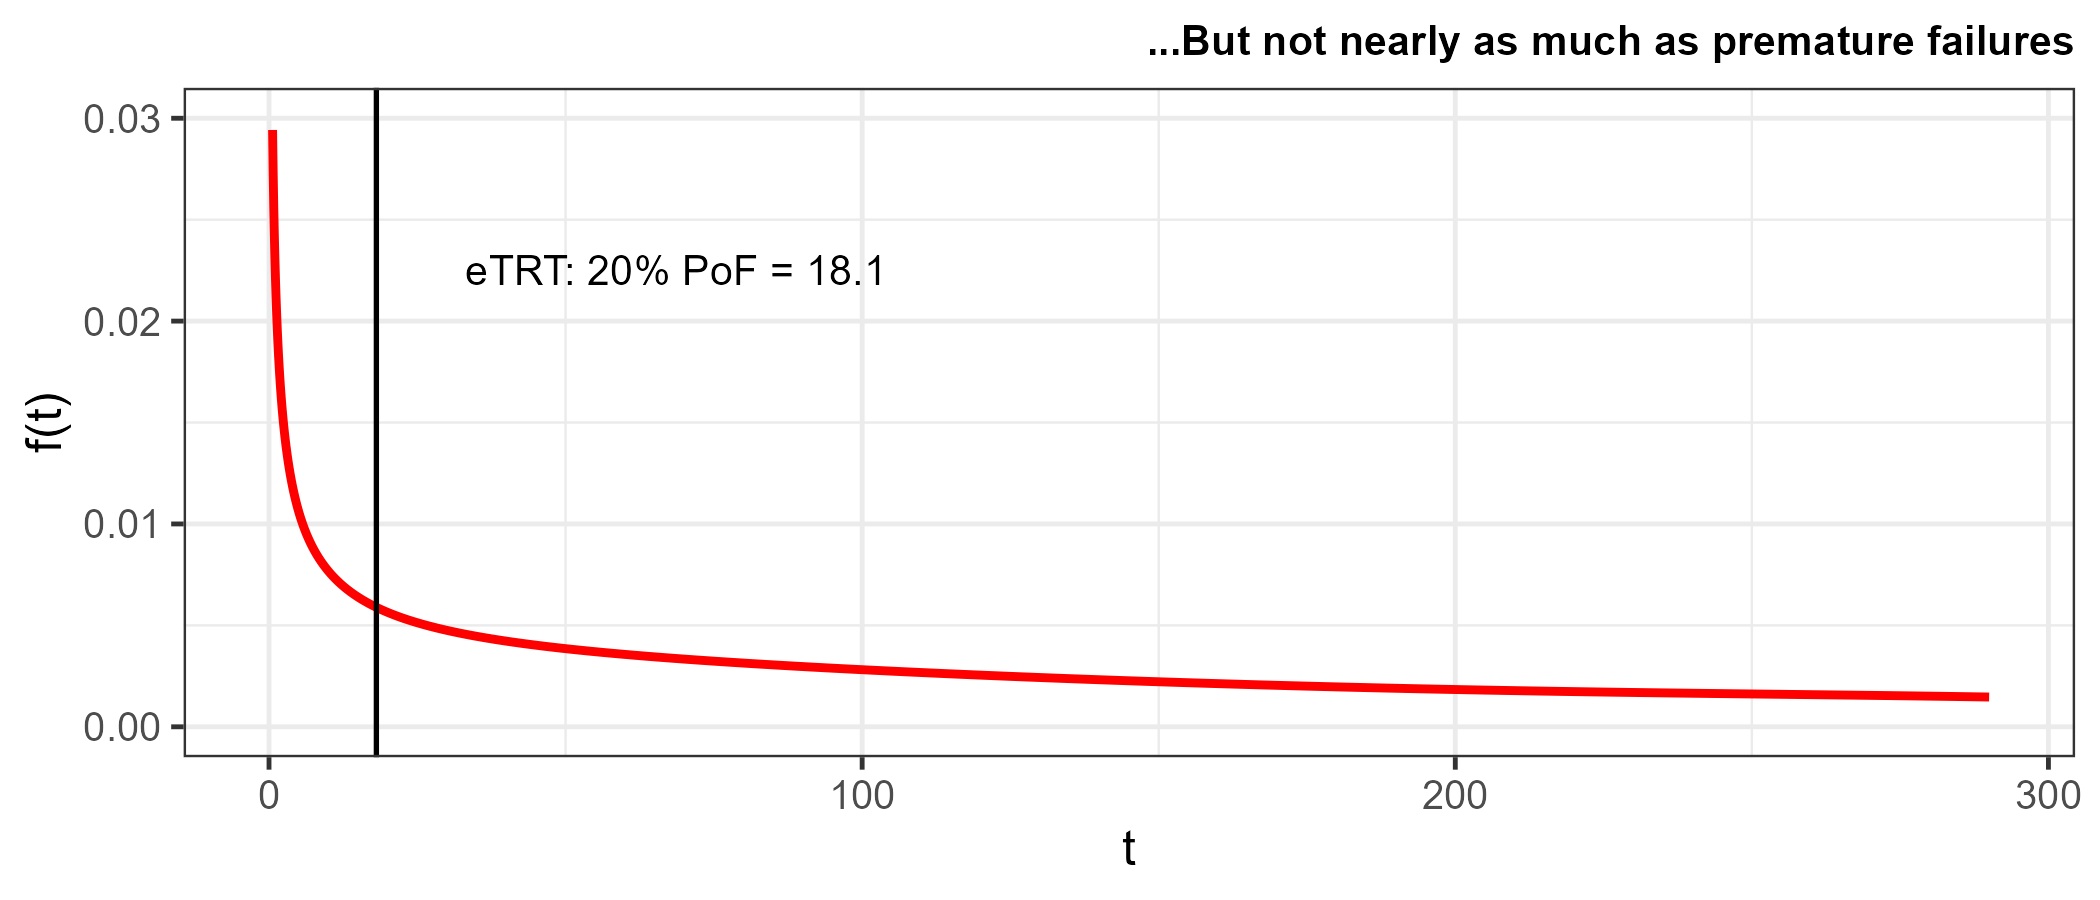 ...But not nearly as much as premature failures
0.03
eTRT: 20% PoF = 18.1
0.02
f(t)
0.01
0.00
0 100 200 300
t